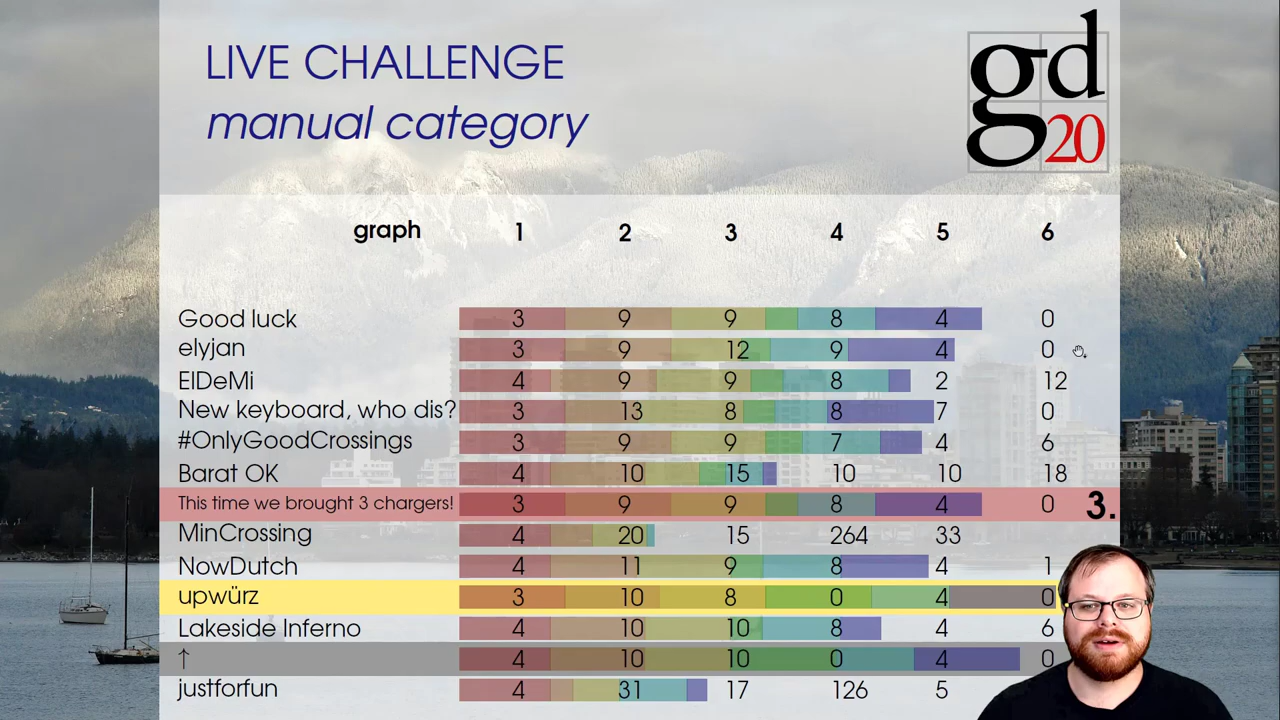 LIVE CHALLENGE
manual category
gd
20
graph 1 2 3 4 5 6
Good luck 3 9 9 8 4 0
elyjan 3 9 12 9 4 0
ElDeMi 4 9 9 8 2 12
New keyboard, who dis? 3 13 8 8 7 0
#OnlyGoodCrossings 3 9 9 7 4 6
Barat OK 4 10 15 10 10 18
This time we brought 3 chargers! 3 9 9 8 4 0 3.
MinCrossing 4 20 15 264 33
NowDutch 4 11 9 8 4 1
upwürz 3 10 8 0 4 0
Lakeside Inferno 4 10 10 8 4 6
↑ 4 10 10 0 4 0
justforfun 4 31 17 126 5